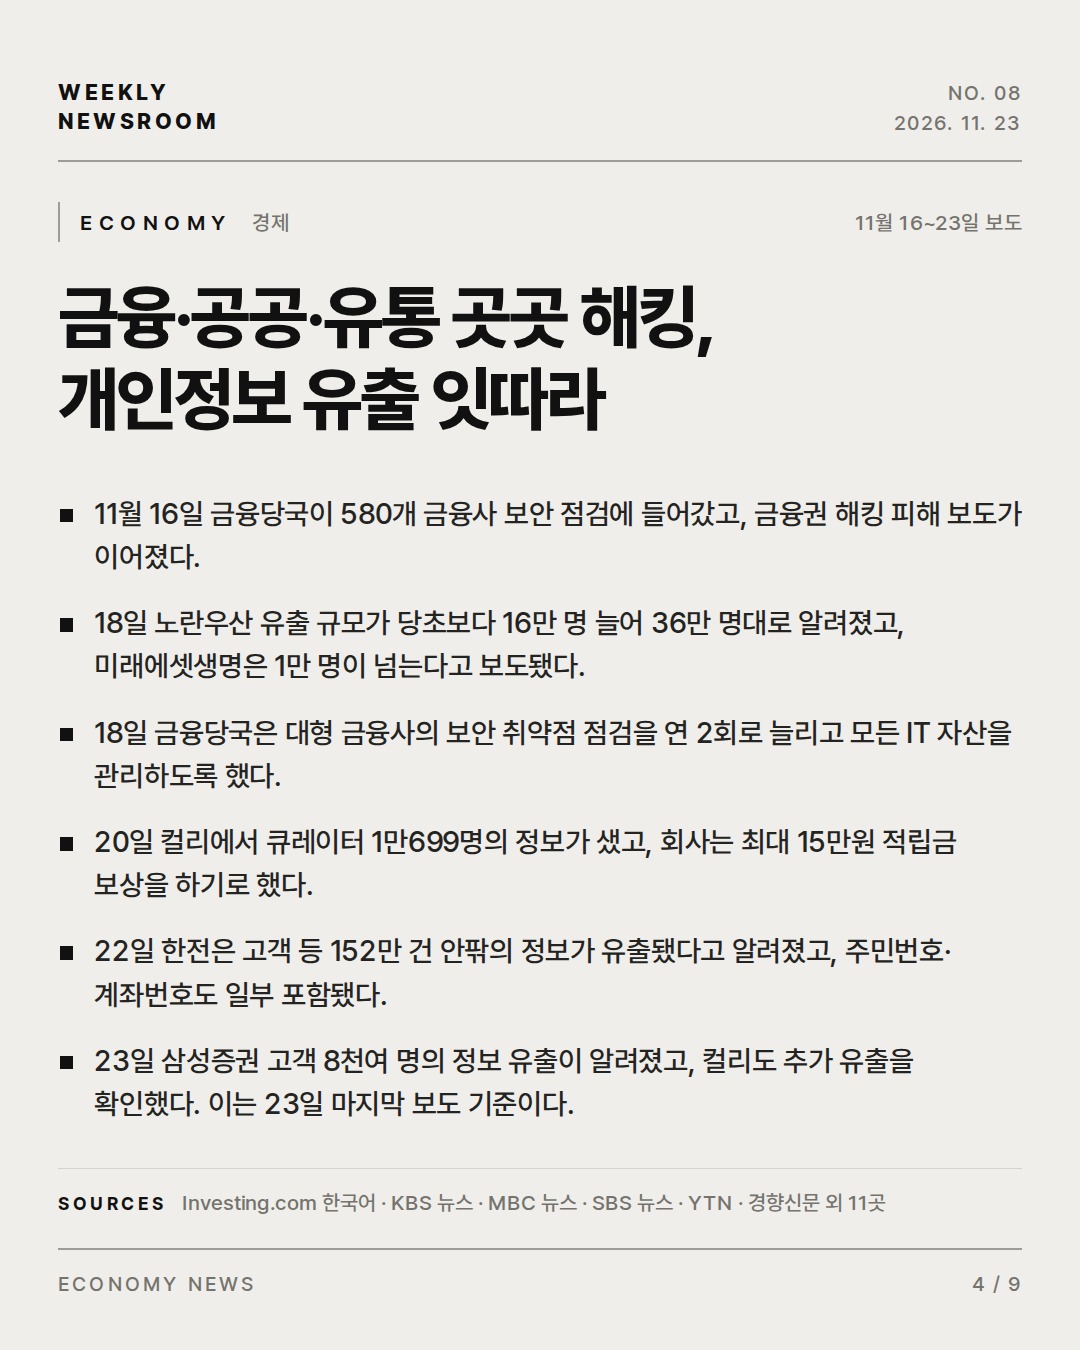 WEEKLY
NEWSROOM
NO. 08
2026. 11. 23
ECONOMY 경제
11월 16~23일 보도
금융·공공·유통 곳곳 해킹,
개인정보 유출 잇따라
■ 11월 16일 금융당국이 580개 금융사 보안 점검에 들어갔고, 금융권 해킹 피해 보도가
이어졌다.
■ 18일 노란우산 유출 규모가 당초보다 16만 명 늘어 36만 명대로 알려졌고,
미래에셋생명은 1만 명이 넘는다고 보도됐다.
■ 18일 금융당국은 대형 금융사의 보안 취약점 점검을 연 2회로 늘리고 모든 IT 자산을
관리하도록 했다.
■ 20일 컬리에서 큐레이터 1만699명의 정보가 샜고, 회사는 최대 15만원 적립금
보상을 하기로 했다.
■ 22일 한전은 고객 등 152만 건 안팎의 정보가 유출됐다고 알려졌고, 주민번호·
계좌번호도 일부 포함됐다.
■ 23일 삼성증권 고객 8천여 명의 정보 유출이 알려졌고, 컬리도 추가 유출을
확인했다. 이는 23일 마지막 보도 기준이다.
SOURCES Investing.com 한국어 · KBS 뉴스 · MBC 뉴스 · SBS 뉴스 · YTN · 경향신문 외 11곳
ECONOMY NEWS
4 / 9